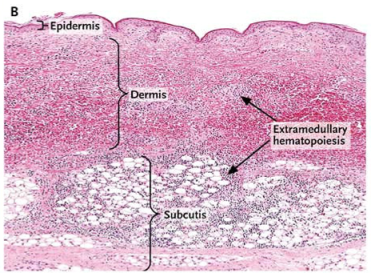 B
Epidermis
Dermis
Extramedullary
hematopoiesis
Subcutis